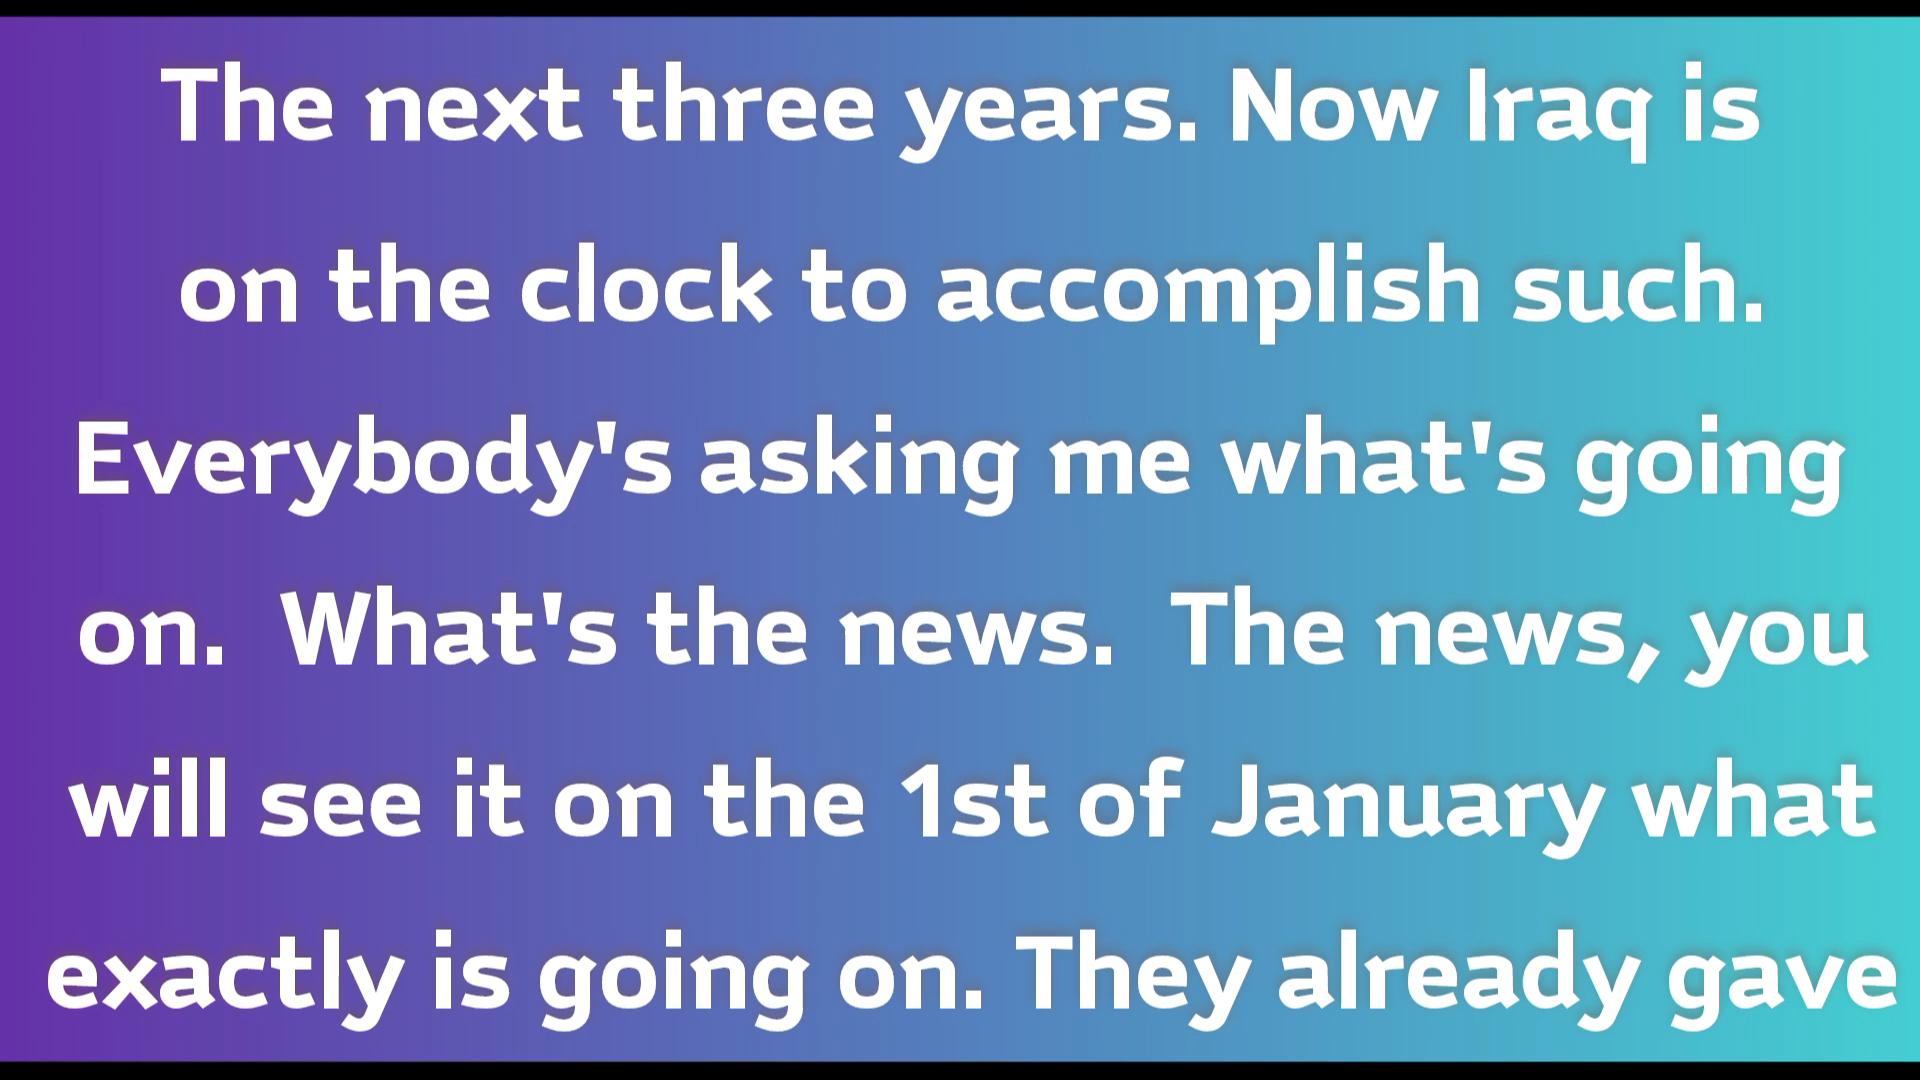 The next three years. Now Iraq is
on the clock to accomplish such.
Everybody's asking me what's going
on.  What's the news.  The news, you
will see it on the 1st of January what
exactly is going on. They already gave